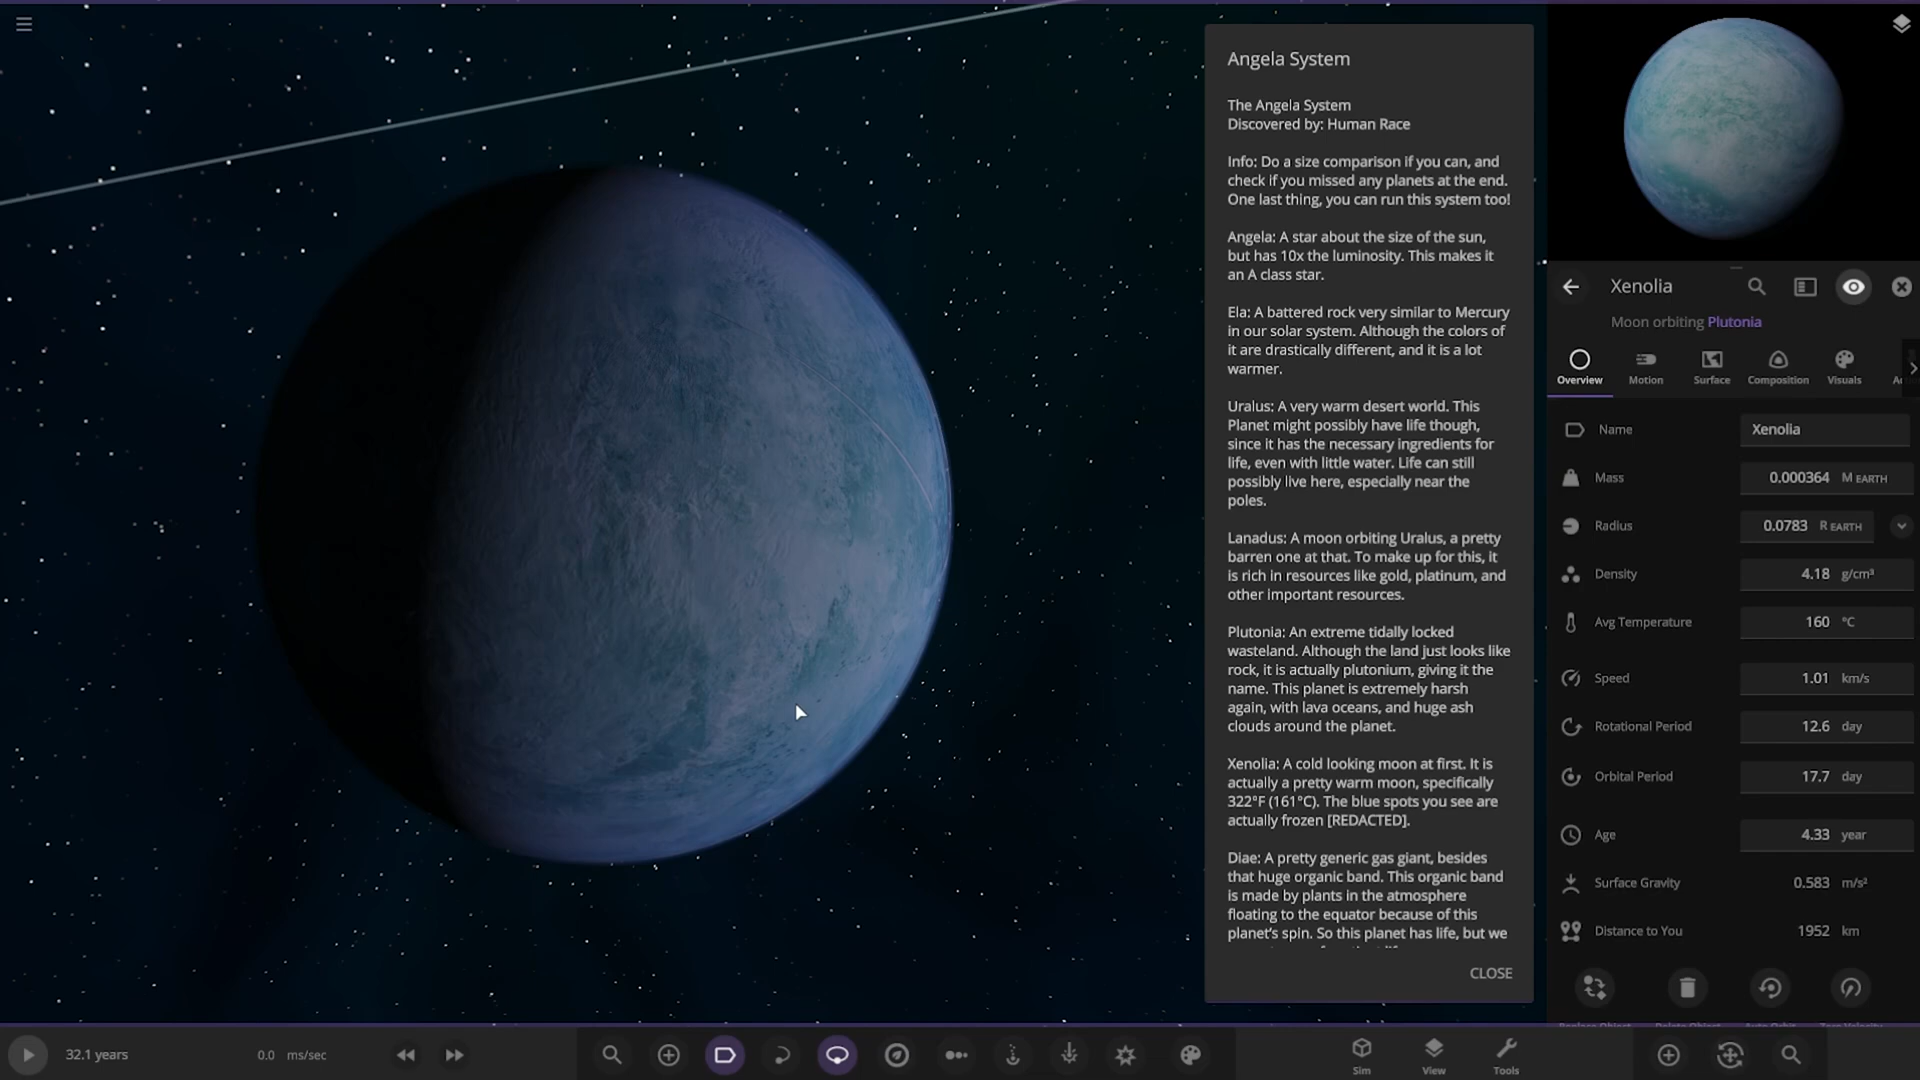 Angela System
The Angela System
Discovered by: Human Race
Info: Do a size comparison if you can, and
check if you missed any planets at the end.
One last thing, you can run this system too!
Angela: A star about the size of the sun,
but has 10x the luminosity. This makes it
an A class star.
Ela: A battered rock very similar to Mercury
in our solar system. Although the colors of
it are drastically different, and it is a lot
warmer.
Uralus: A very warm desert world. This
Planet might possibly have life though,
since it has the necessary ingredients for
life, even with little water. Life can still
possibly live here, especially near the
poles.
Lanadus: A moon orbiting Uralus, a pretty
barren one at that. To make up for this, it
is rich in resources like gold, platinum, and
other important resources.
Plutonia: An extreme tidally locked
wasteland. Although the land just looks like
rock, it is actually plutonium, giving it the
name. This planet is extremely harsh
again, with lava oceans, and huge ash
clouds around the planet.
Xenolia: A cold looking moon at first. It is
actually a pretty warm moon, specifically
322°F (161°C). The blue spots you see are
actually frozen [REDACTED].
Diae: A pretty generic gas giant, besides
that huge organic band. This organic band
is made by plants in the atmosphere
floating to the equator because of this
planet's spin. So this planet has life, but we
CLOSE
Xenolia
Moon orbiting Plutonia
Overview Motion Surface Composition Visuals
Name Xenolia
Mass 0.000364 M EARTH
Radius 0.0783 R EARTH
Density 4.18 g/cm³
Avg Temperature 160 °C
Speed 1.01 km/s
Rotational Period 12.6 day
Orbital Period 17.7 day
Age 4.33 year
Surface Gravity 0.583 m/s²
Distance to You 1952 km
32.1 years 0.0 ms/sec
Sim View Tools